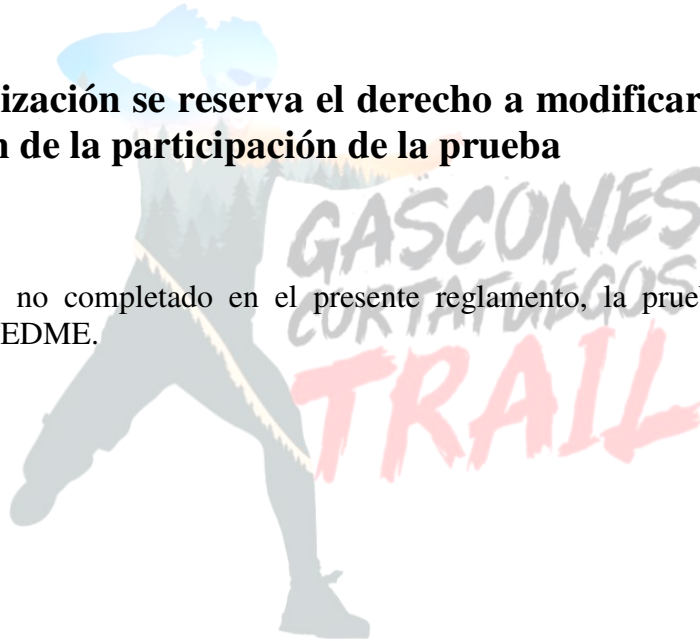 ización se reserva el derecho a modificar
n de la participación de la prueba
GASCONES
no completado en el presente reglamento, la prueb
CORTAFUEGOS
EDME.
TRAIL